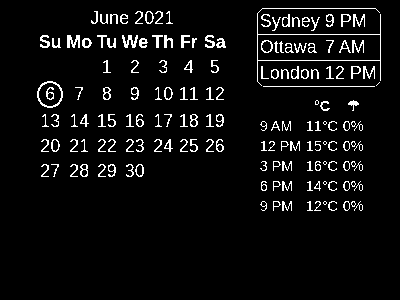 June 2021
Su Mo Tu We Th Fr Sa
1 2 3 4 5
6 7 8 9 10 11 12
13 14 15 16 17 18 19
20 21 22 23 24 25 26
27 28 29 30
Sydney 9 PM
Ottawa 7 AM
London 12 PM
°C ☂
9 AM 11°C 0%
12 PM 15°C 0%
3 PM 16°C 0%
6 PM 14°C 0%
9 PM 12°C 0%